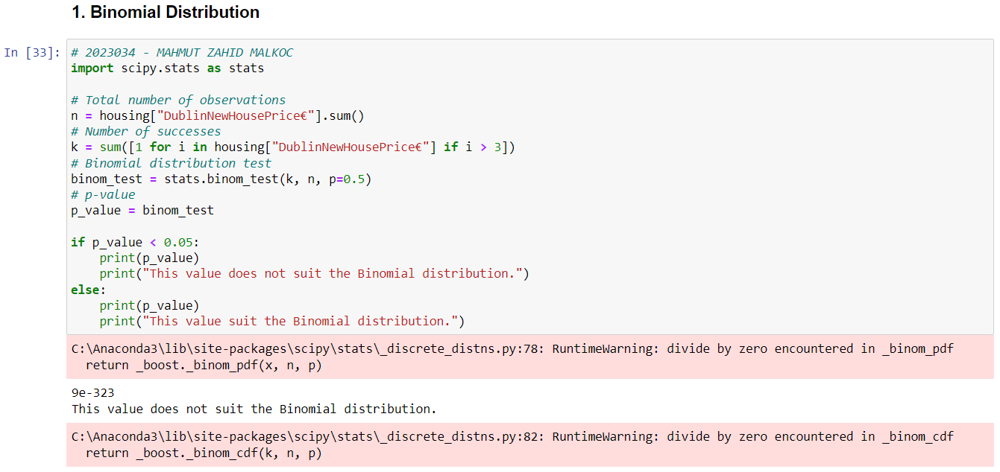 1. Binomial Distribution
In [33]:
# 2023034 - MAHMUT ZAHID MALKOC
import scipy.stats as stats
# Total number of observations
n = housing["DublinNewHousePrice€"].sum()
# Number of successes
k = sum([1 for i in housing["DublinNewHousePrice€"] if i > 3])
# Binomial distribution test
binom_test = stats.binom_test(k, n, p=0.5)
# p-value
p_value = binom_test
if p_value < 0.05:
    print(p_value)
    print("This value does not suit the Binomial distribution.")
else:
    print(p_value)
    print("This value suit the Binomial distribution.")
C:\Anaconda3\lib\site-packages\scipy\stats\_discrete_distns.py:78: RuntimeWarning: divide by zero encountered in _binom_pdf
  return _boost._binom_pdf(x, n, p)
9e-323
This value does not suit the Binomial distribution.
C:\Anaconda3\lib\site-packages\scipy\stats\_discrete_distns.py:82: RuntimeWarning: divide by zero encountered in _binom_cdf
  return _boost._binom_cdf(k, n, p)